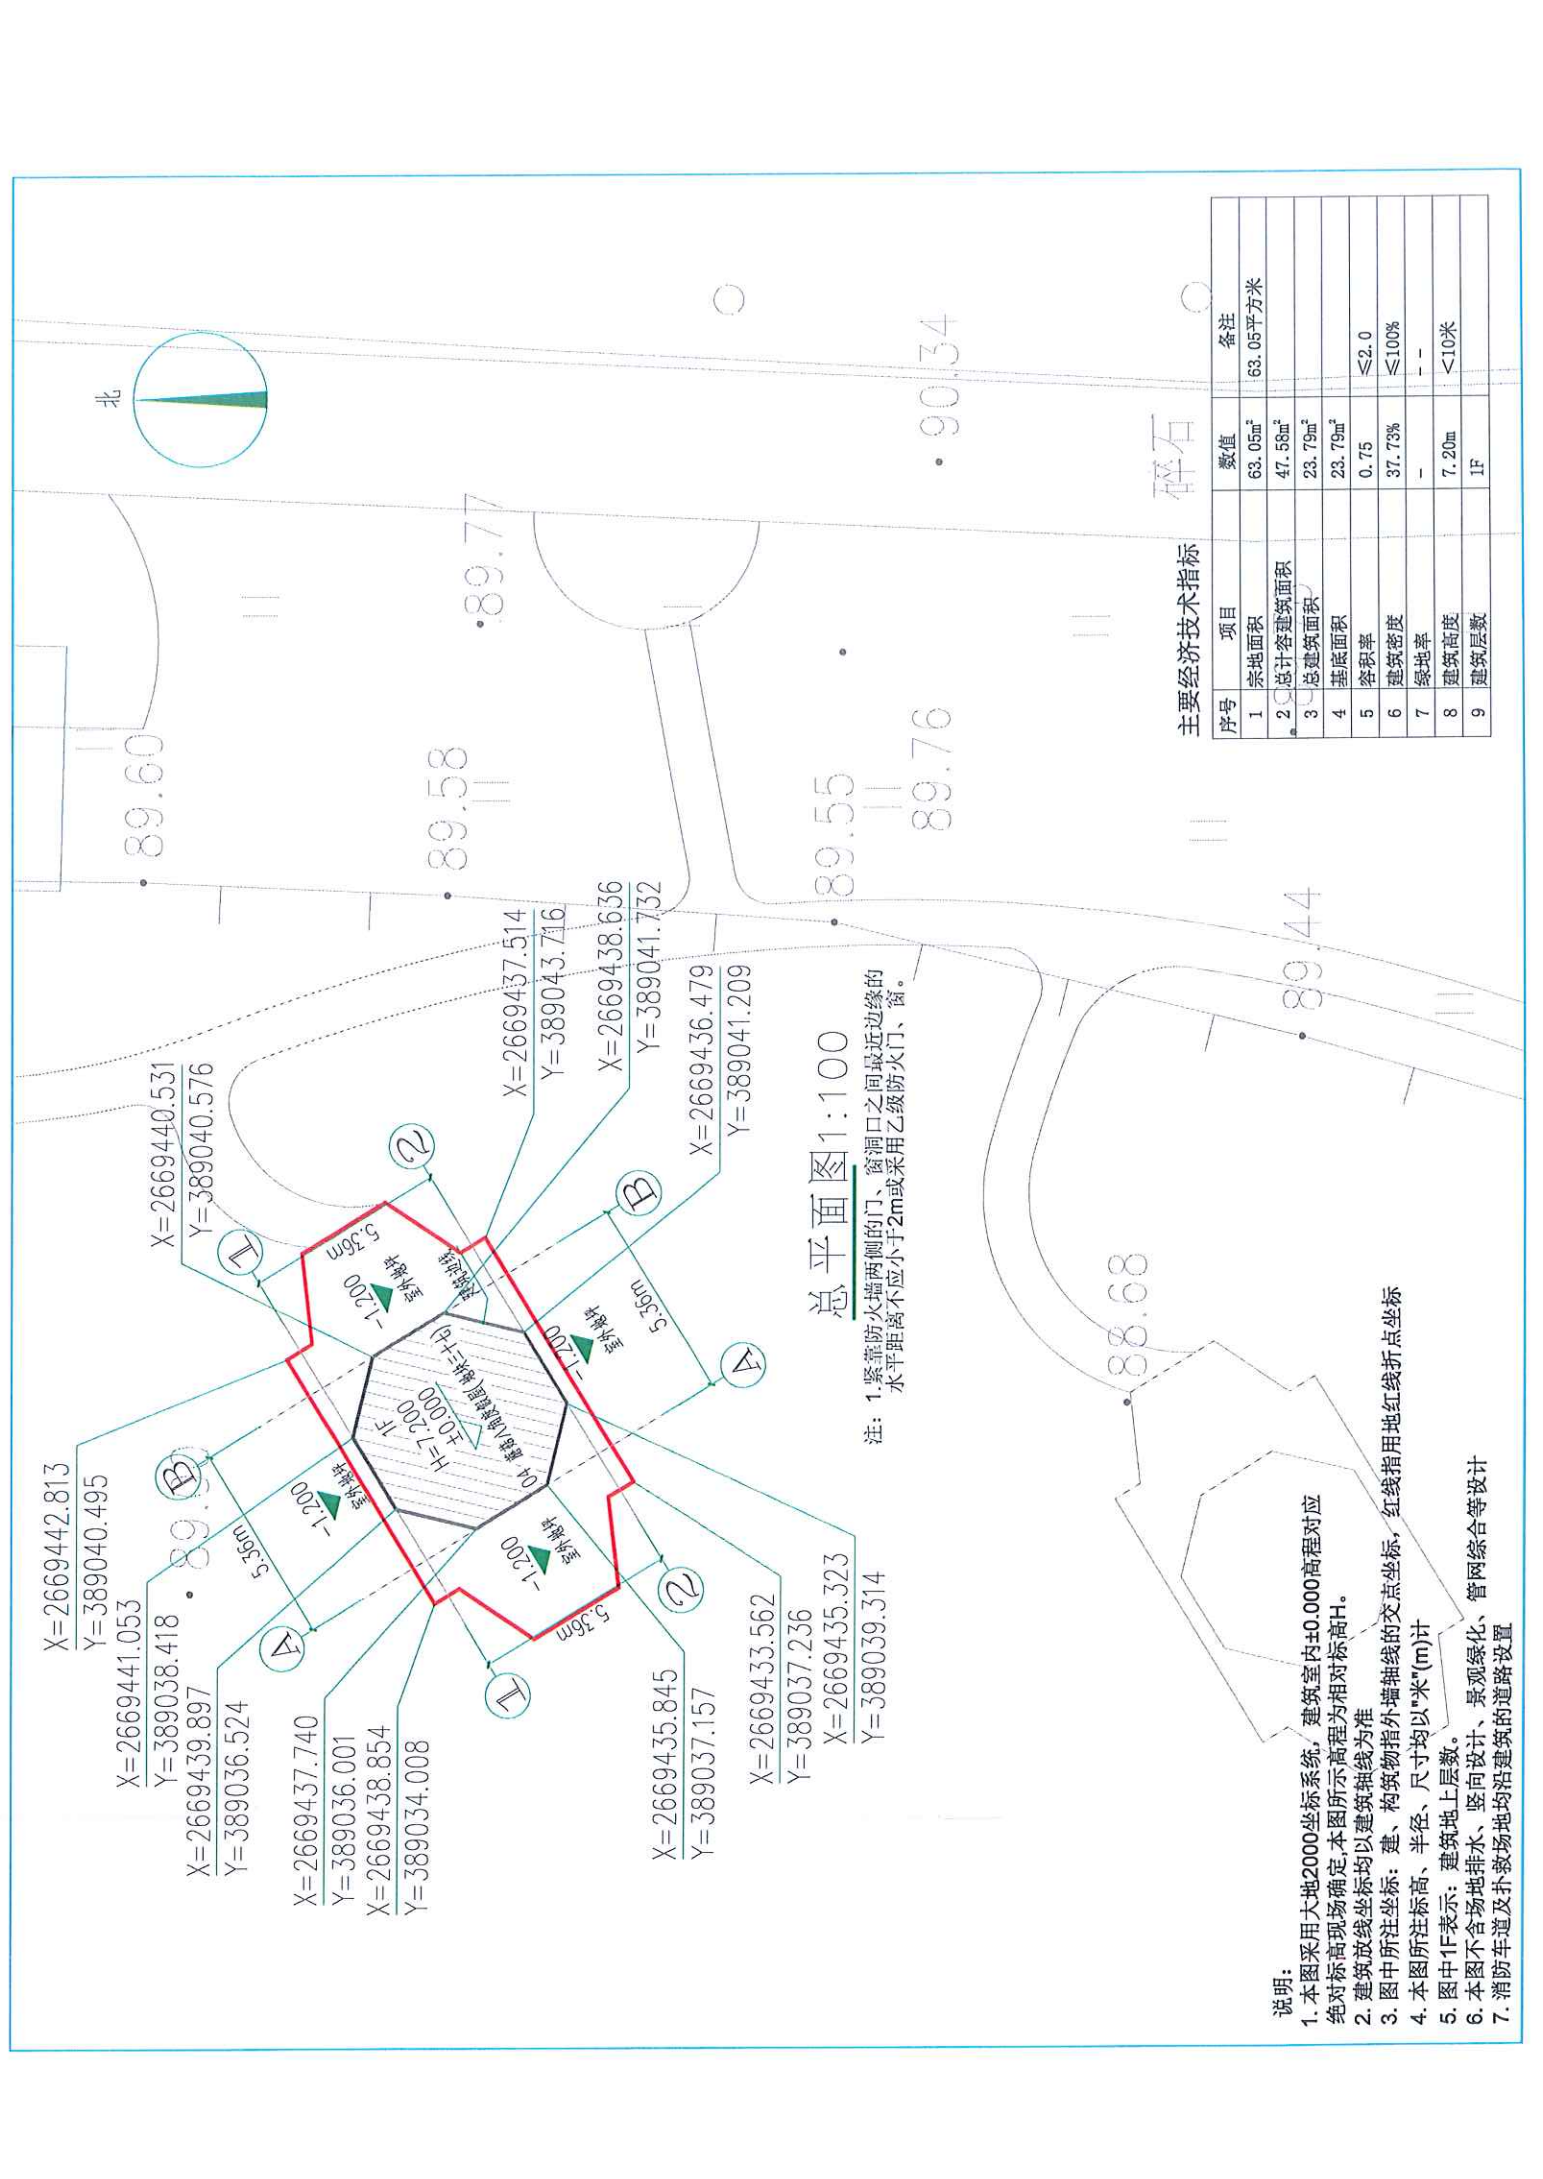 北
X=2669442.813
Y=389040.495
X=2669441.053
Y=389038.418
X=2669439.897
Y=389036.524
X=2669437.740
Y=389036.001
X=2669438.854
Y=389034.008
X=2669440.531
Y=389040.576
X=2669437.514
Y=389043.716
X=2669438.636
Y=389041.732
X=2669436.479
Y=389041.209
X=2669435.845
Y=389037.157
X=2669433.562
Y=389037.236
X=2669435.323
Y=389039.314
1
2
B
A
B
A
1
2
5.36m
5.36m
5.36m
5.36m
-1.200
室外地坪
-1.200
室外地坪
-1.200
室外地坪
-1.200
室外地坪
建筑边线
1F
H=7.200
±0.000
89.60
89.58
89.77
89.55
89.76
90.34
89.44
88.68
碎石
总平面图1:100
注： 1.紧靠防火墙两侧的门、窗洞口之间最近边缘的
水平距离不应小于2m或采用乙级防火门、窗。
主要经济技术指标
序号 项目 数值 备注
1 宗地面积 63.05m² 63.05平方米
2 总计容建筑面积 47.58m²
3 总建筑面积 23.79m²
4 基底面积 23.79m²
5 容积率 0.75 ≤2.0
6 建筑密度 37.73% ≤100%
7 绿地率 - --
8 建筑高度 7.20m <10米
9 建筑层数 1F
说明：
1. 本图采用大地2000坐标系统，建筑室内±0.000高程对应
绝对标高现场确定,本图所示高程为相对标高H。
2. 建筑放线坐标均以建筑轴线为准
3. 图中所注坐标：建、构筑物指外墙轴线的交点坐标，红线指用地红线折点坐标
4. 本图所注标高、半径、尺寸均以"米"(m)计
5. 图中1F表示：建筑地上层数。
6. 本图不含场地排水、竖向设计、景观绿化、管网综合等设计
7. 消防车道及扑救场地均沿建筑的道路设置